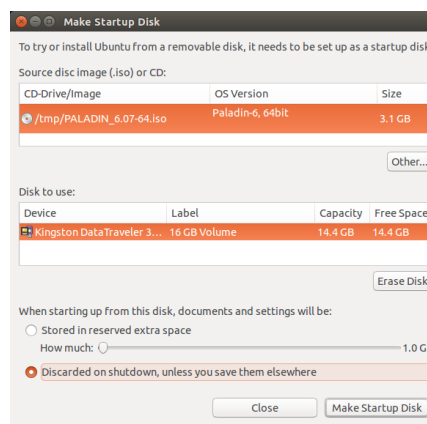 Make Startup Disk
To try or install Ubuntu from a removable disk, it needs to be set up as a startup disk
Source disc image (.iso) or CD:
CD-Drive/Image OS Version Size
/tmp/PALADIN_6.07-64.iso Paladin-6, 64bit 3.1 GB
Other...
Disk to use:
Device Label Capacity Free Space
Kingston DataTraveler 3... 16 GB Volume 14.4 GB 14.4 GB
Erase Disk
When starting up from this disk, documents and settings will be:
Stored in reserved extra space
How much: 1.0 G
Discarded on shutdown, unless you save them elsewhere
Close Make Startup Disk